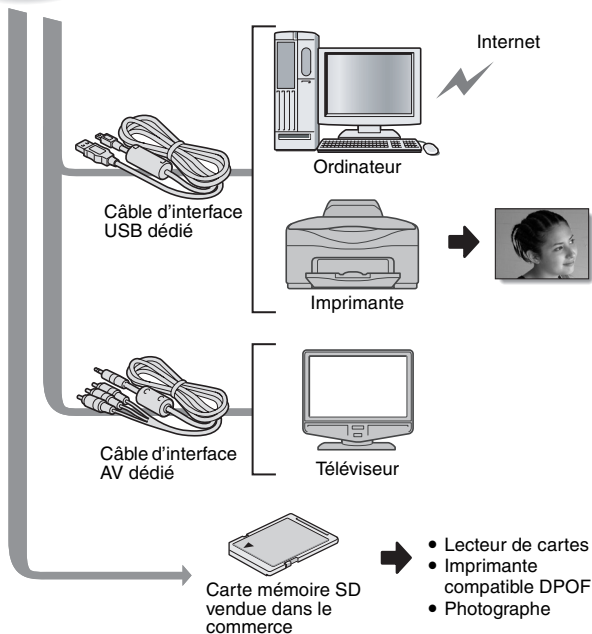 Internet
Ordinateur
Câble d'interface
USB dédié
Imprimante
Câble d'interface
AV dédié
Téléviseur
Carte mémoire SD
vendue dans le
commerce
• Lecteur de cartes
• Imprimante
compatible DPOF
• Photographe